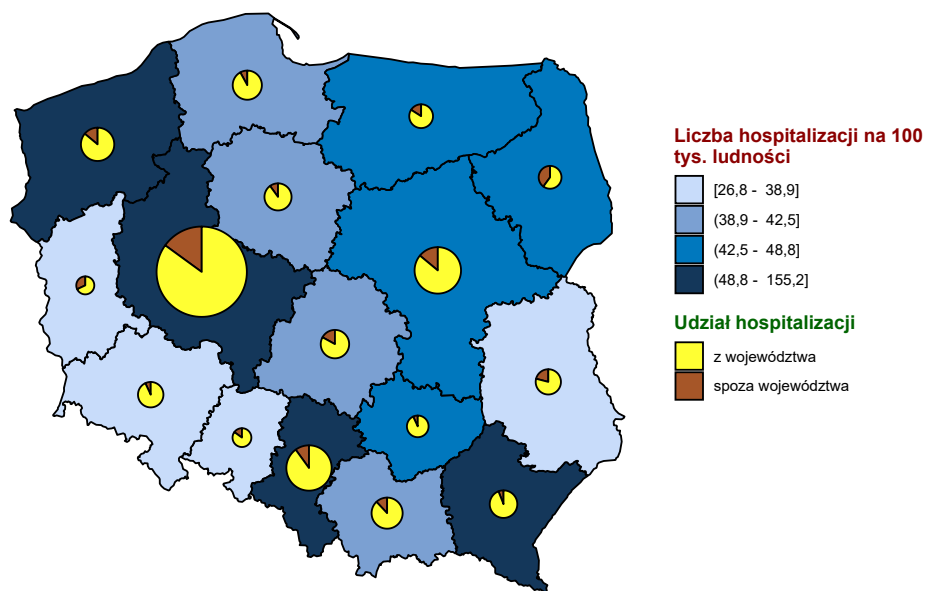 Liczba hospitalizacji na 100
tys. ludności
[26,8 - 38,9]
(38,9 - 42,5]
(42,5 - 48,8]
(48,8 - 155,2]
Udział hospitalizacji
z województwa
spoza województwa